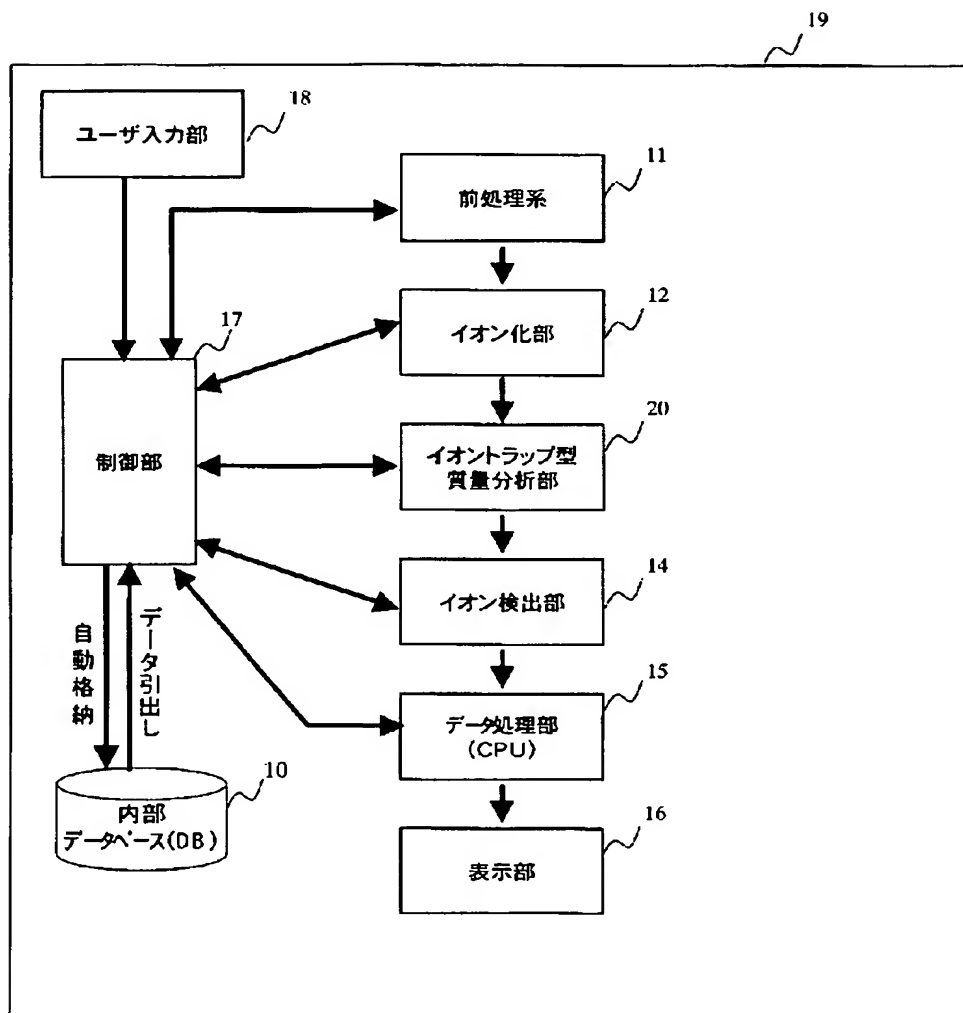 19
18
ユーザ入力部
11
前処理系
12
イオン化部
17
制御部
20
イオントラップ型
質量分析部
14
イオン検出部
自動格納
データ引出し
15
データ処理部
(CPU)
10
内部
データベース(DB)
16
表示部